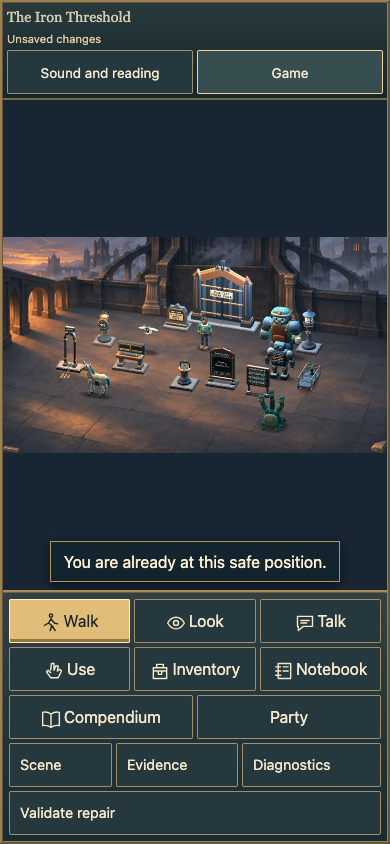 The Iron Threshold
Unsaved changes
Sound and reading
Game
You are already at this safe position.
Walk
Look
Talk
Use
Inventory
Notebook
Compendium
Party
Scene
Evidence
Diagnostics
Validate repair